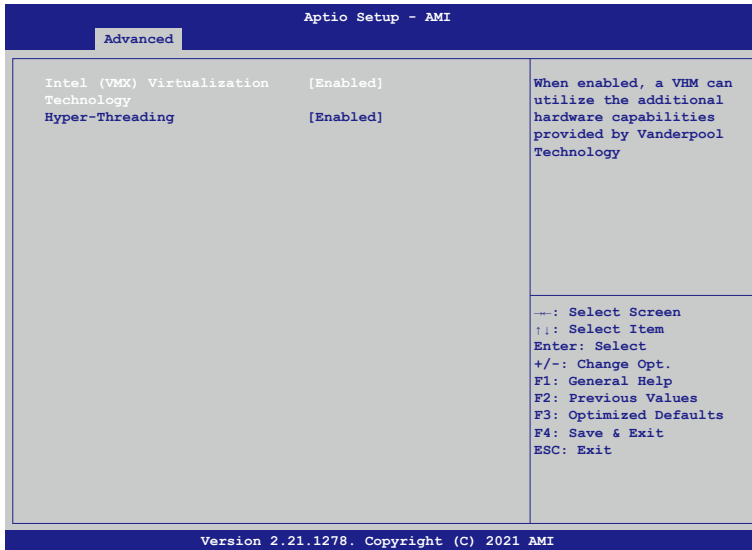 Aptio Setup - AMI
Advanced
Intel (VMX) Virtualization [Enabled]
Technology
Hyper-Threading [Enabled]
When enabled, a VHM can
utilize the additional
hardware capabilities
provided by Vanderpool
Technology
→←: Select Screen
↑↓: Select Item
Enter: Select
+/-: Change Opt.
F1: General Help
F2: Previous Values
F3: Optimized Defaults
F4: Save & Exit
ESC: Exit
Version 2.21.1278. Copyright (C) 2021 AMI